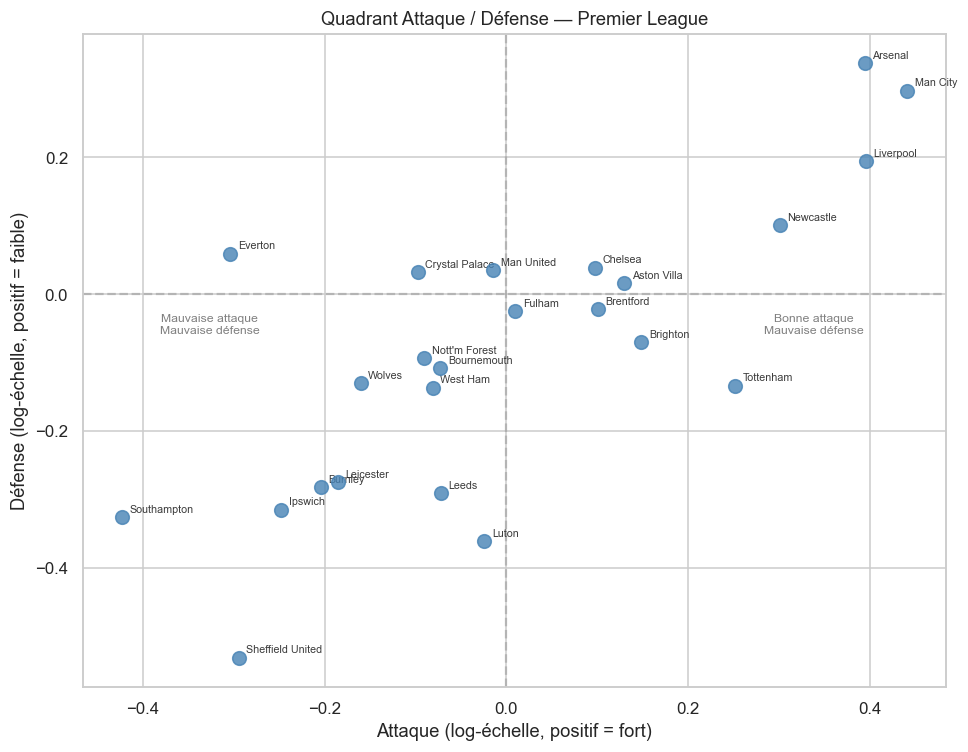 Quadrant Attaque / Défense — Premier League
Arsenal
Man City
Liverpool
Newcastle
Everton
Crystal Palace
Man United
Chelsea
Aston Villa
Fulham
Brentford
Mauvaise attaque
Mauvaise défense
Bonne attaque
Mauvaise défense
Brighton
Nott'm Forest
Bournemouth
Wolves
West Ham
Tottenham
Leicester
Burnley
Leeds
Ipswich
Southampton
Luton
Sheffield United
0.2
0.0
−0.2
−0.4
−0.4
−0.2
0.0
0.2
0.4
Attaque (log-échelle, positif = fort)
Défense (log-échelle, positif = faible)